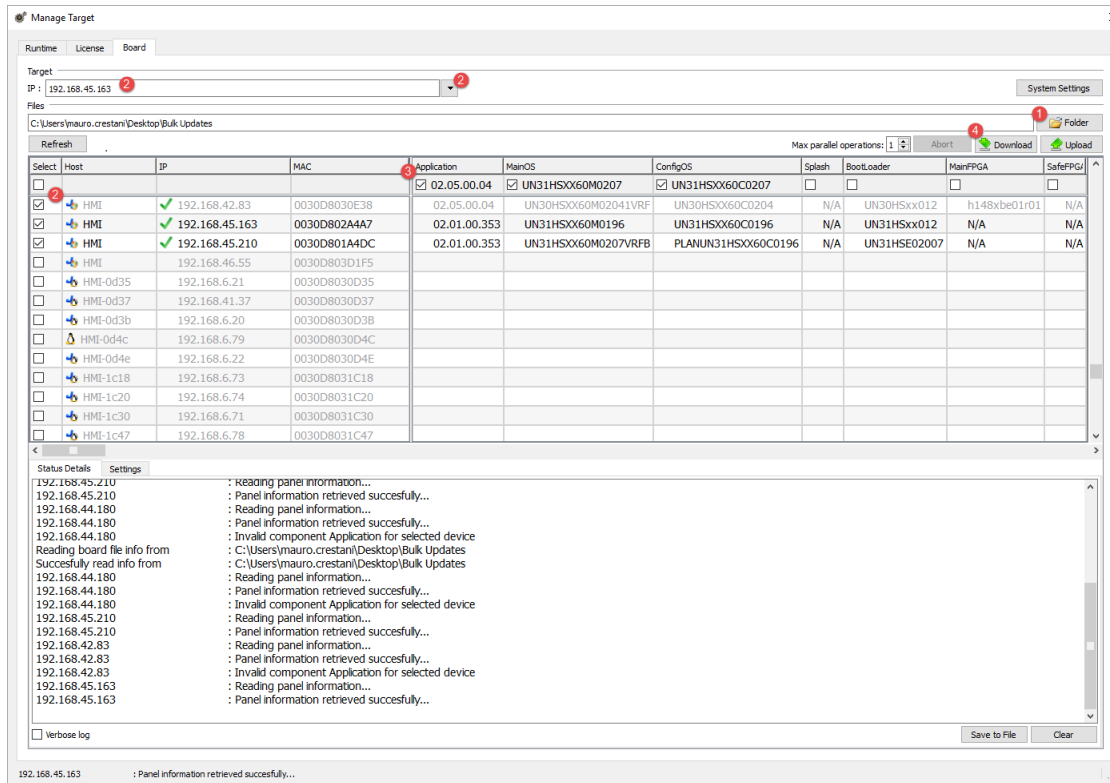 Manage Target
Runtime License Board
Target
IP : 192.168.45.163 2 2 System Settings
Files
C:\Users\mauro.crestani\Desktop\Bulk Updates 1 Folder
Refresh Max parallel operations: 1 Abort 4 Download Upload
Select Host IP MAC 3 Application MainOS ConfigOS Splash BootLoader MainFPGA SafeFPGA
02.05.00.04 UN31HSXX60M0207 UN31HSXX60C0207
2 HMI 192.168.42.83 0030D8030E38 02.05.00.04 UN30HSXX60M02041VRF UN30HSXX60C0204 N/A UN30HSxx012 h148xbe01r01 N/A
HMI 192.168.45.163 0030D802A4A7 02.01.00.353 UN31HSXX60M0196 UN31HSXX60C0196 N/A UN31HSxx012 N/A N/A
HMI 192.168.45.210 0030D801A4DC 02.01.00.353 UN31HSXX60M0207VRFB PLANUN31HSXX60C0196 N/A UN31HSE02007 N/A N/A
HMI 192.168.46.55 0030D803D1F5
HMI-0d35 192.168.6.21 0030D8030D35
HMI-0d37 192.168.41.37 0030D8030D37
HMI-0d3b 192.168.6.20 0030D8030D3B
HMI-0d4c 192.168.6.79 0030D8030D4C
HMI-0d4e 192.168.6.22 0030D8030D4E
HMI-1c18 192.168.6.73 0030D8031C18
HMI-1c20 192.168.6.74 0030D8031C20
HMI-1c30 192.168.6.71 0030D8031C30
HMI-1c47 192.168.6.78 0030D8031C47
Status Details Settings
192.168.45.210 : Reading panel information...
192.168.45.210 : Panel information retrieved succesfully...
192.168.44.180 : Reading panel information...
192.168.44.180 : Panel information retrieved succesfully...
192.168.44.180 : Invalid component Application for selected device
Reading board file info from : C:\Users\mauro.crestani\Desktop\Bulk Updates
Succesfully read info from : C:\Users\mauro.crestani\Desktop\Bulk Updates
192.168.44.180 : Reading panel information...
192.168.44.180 : Panel information retrieved succesfully...
192.168.44.180 : Invalid component Application for selected device
192.168.45.210 : Reading panel information...
192.168.45.210 : Panel information retrieved succesfully...
192.168.42.83 : Reading panel information...
192.168.42.83 : Panel information retrieved succesfully...
192.168.42.83 : Invalid component Application for selected device
192.168.45.163 : Reading panel information...
192.168.45.163 : Panel information retrieved succesfully...
Verbose log Save to File Clear
192.168.45.163 : Panel information retrieved succesfully...